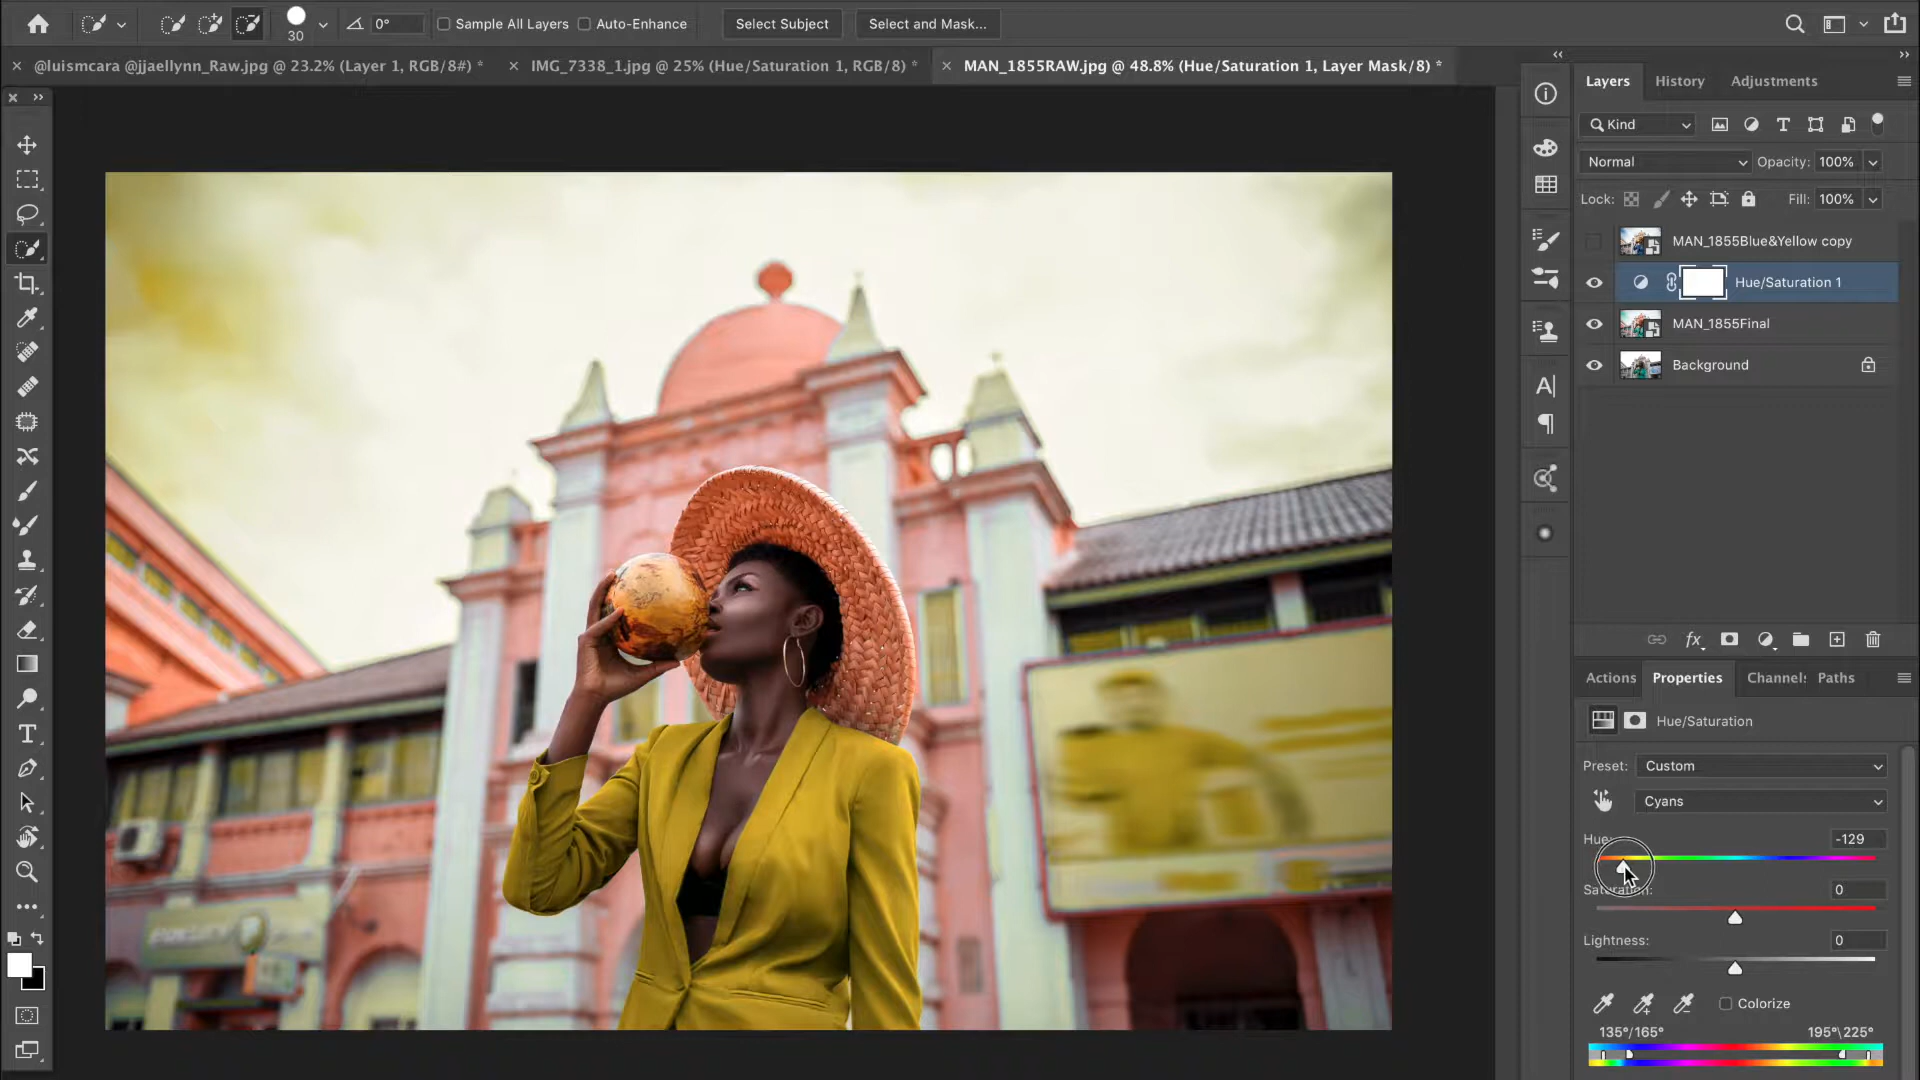 30
0°
Sample All Layers
Auto-Enhance
Select Subject
Select and Mask...
@luismcara @jjaellynn_Raw.jpg @ 23.2% (Layer 1, RGB/8#) *
IMG_7338_1.jpg @ 25% (Hue/Saturation 1, RGB/8) *
MAN_1855RAW.jpg @ 48.8% (Hue/Saturation 1, Layer Mask/8) *
Layers
History
Adjustments
Kind
Normal
Opacity: 100%
Lock:
Fill: 100%
MAN_1855Blue&Yellow copy
Hue/Saturation 1
MAN_1855Final
Background
Actions
Properties
Channel:
Paths
Hue/Saturation
Preset: Custom
Cyans
Hue: -129
Saturation: 0
Lightness: 0
Colorize
135°/165°
195°\225°